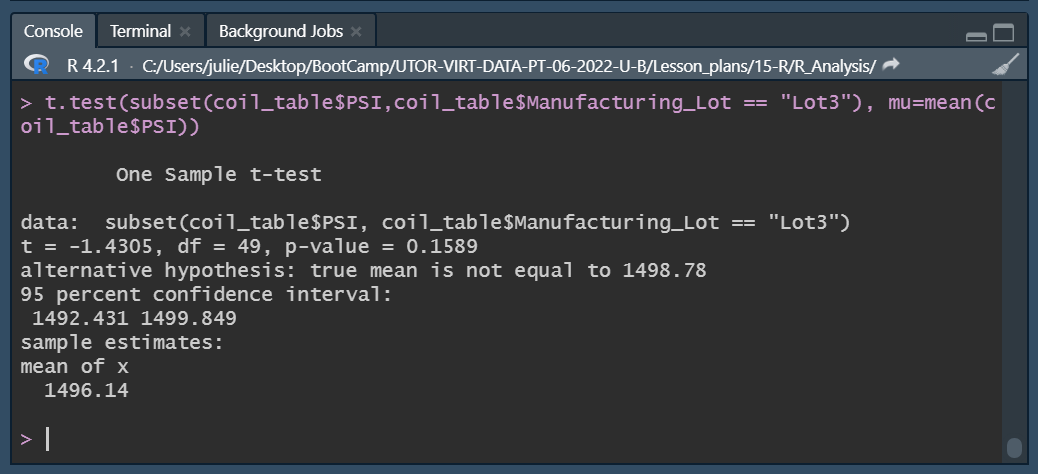 Console Terminal Background Jobs
R 4.2.1 · C:/Users/julie/Desktop/BootCamp/UTOR-VIRT-DATA-PT-06-2022-U-B/Lesson_plans/15-R/R_Analysis/
> t.test(subset(coil_table$PSI,coil_table$Manufacturing_Lot == "Lot3"), mu=mean(c
oil_table$PSI))
One Sample t-test
data:  subset(coil_table$PSI, coil_table$Manufacturing_Lot == "Lot3")
t = -1.4305, df = 49, p-value = 0.1589
alternative hypothesis: true mean is not equal to 1498.78
95 percent confidence interval:
1492.431 1499.849
sample estimates:
mean of x
1496.14
>